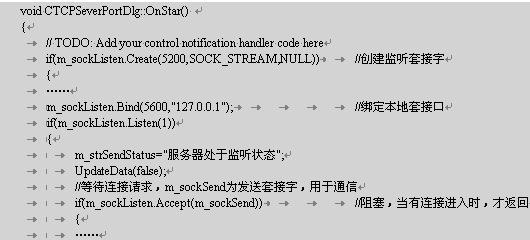 void CTCPSeverPortDlg::OnStar()
{
// TODO: Add your control notification handler code here
if(m_sockListen.Create(5200,SOCK_STREAM,NULL)) //创建监听套接字
{
······
m_sockListen.Bind(5600,"127.0.0.1"); //绑定本地套接口
if(m_sockListen.Listen(1))
{
m_strSendStatus="服务器处于监听状态";
UpdateData(false);
//等待连接请求，m_sockSend为发送套接字，用于通信
if(m_sockListen.Accept(m_sockSend)) //阻塞，当有连接进入时，才返回
{
······